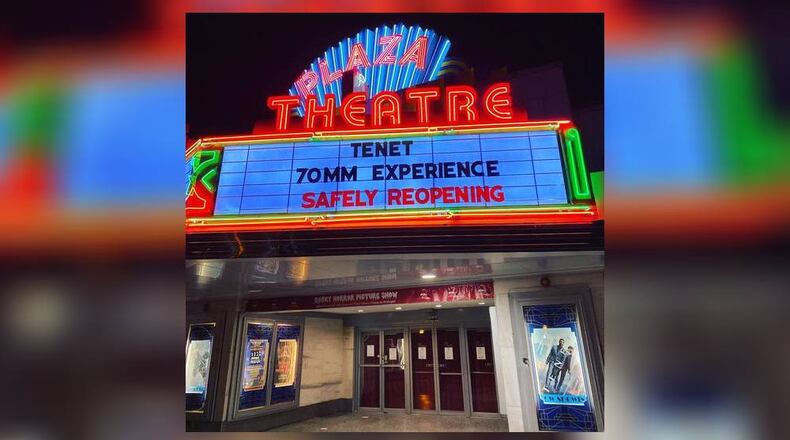 PLAZA
THEATRE
TENET
70MM EXPERIENCE
SAFELY REOPENING
ROCKY HORROR PICTURE SHOW